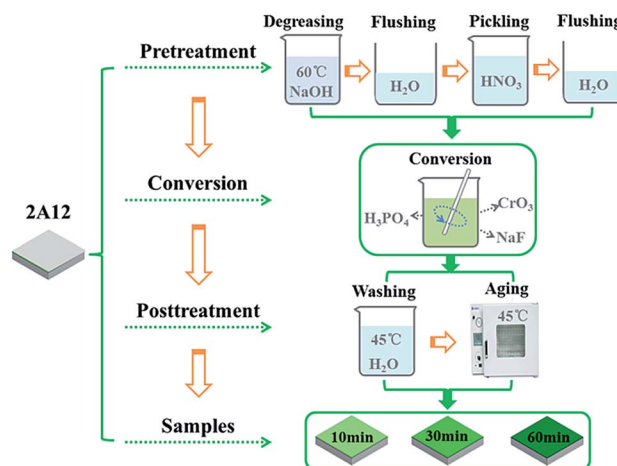 Degreasing Flushing Pickling Flushing
Pretreatment
60℃
NaOH
H₂O
HNO₃
H₂O
Conversion
Conversion
H₃PO₄
CrO₃
NaF
2A12
Washing
Aging
Posttreatment
45℃
H₂O
45℃
Samples
10min
30min
60min